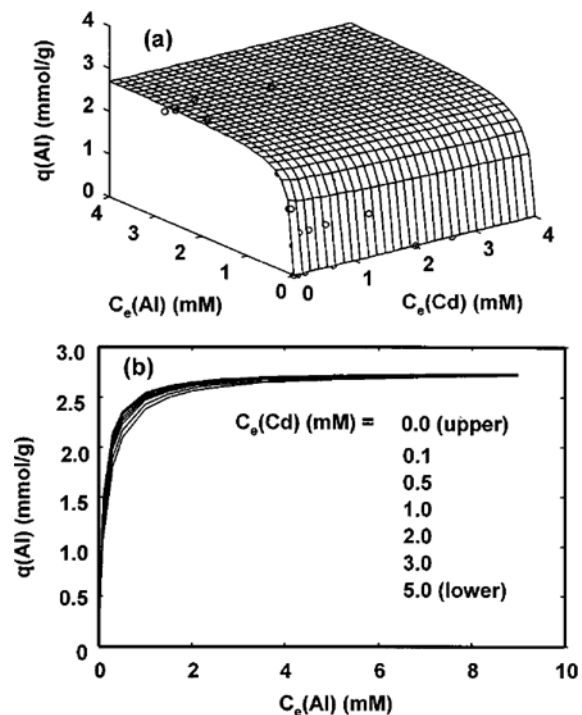 (a)
q(Al) (mmol/g)
4
3
2
1
0
4
3
2
1
0
C_e(Al) (mM)
0
1
2
3
4
C_e(Cd) (mM)
(b)
q(Al) (mmol/g)
3.0
2.5
2.0
1.5
1.0
0.5
0
C_e(Cd) (mM) = 0.0 (upper)
0.1
0.5
1.0
2.0
3.0
5.0 (lower)
0 2 4 6 8 10
C_e(Al) (mM)